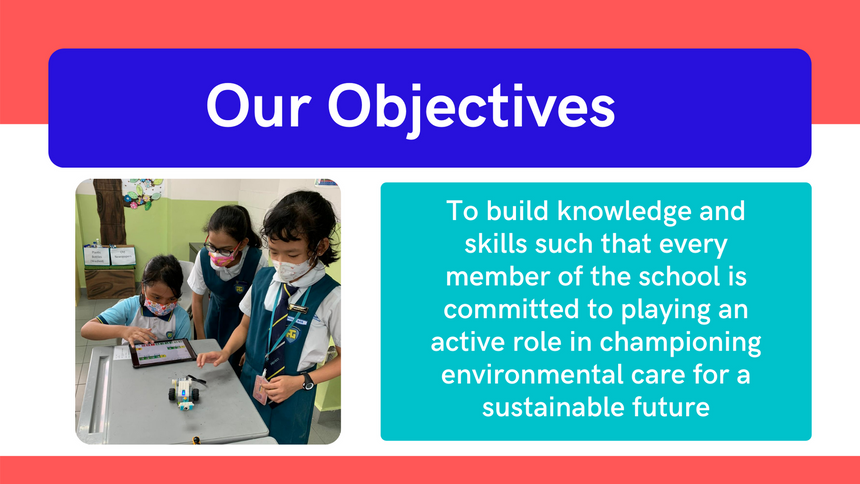 Our Objectives
To build knowledge and
skills such that every
member of the school is
committed to playing an
active role in championing
environmental care for a
sustainable future